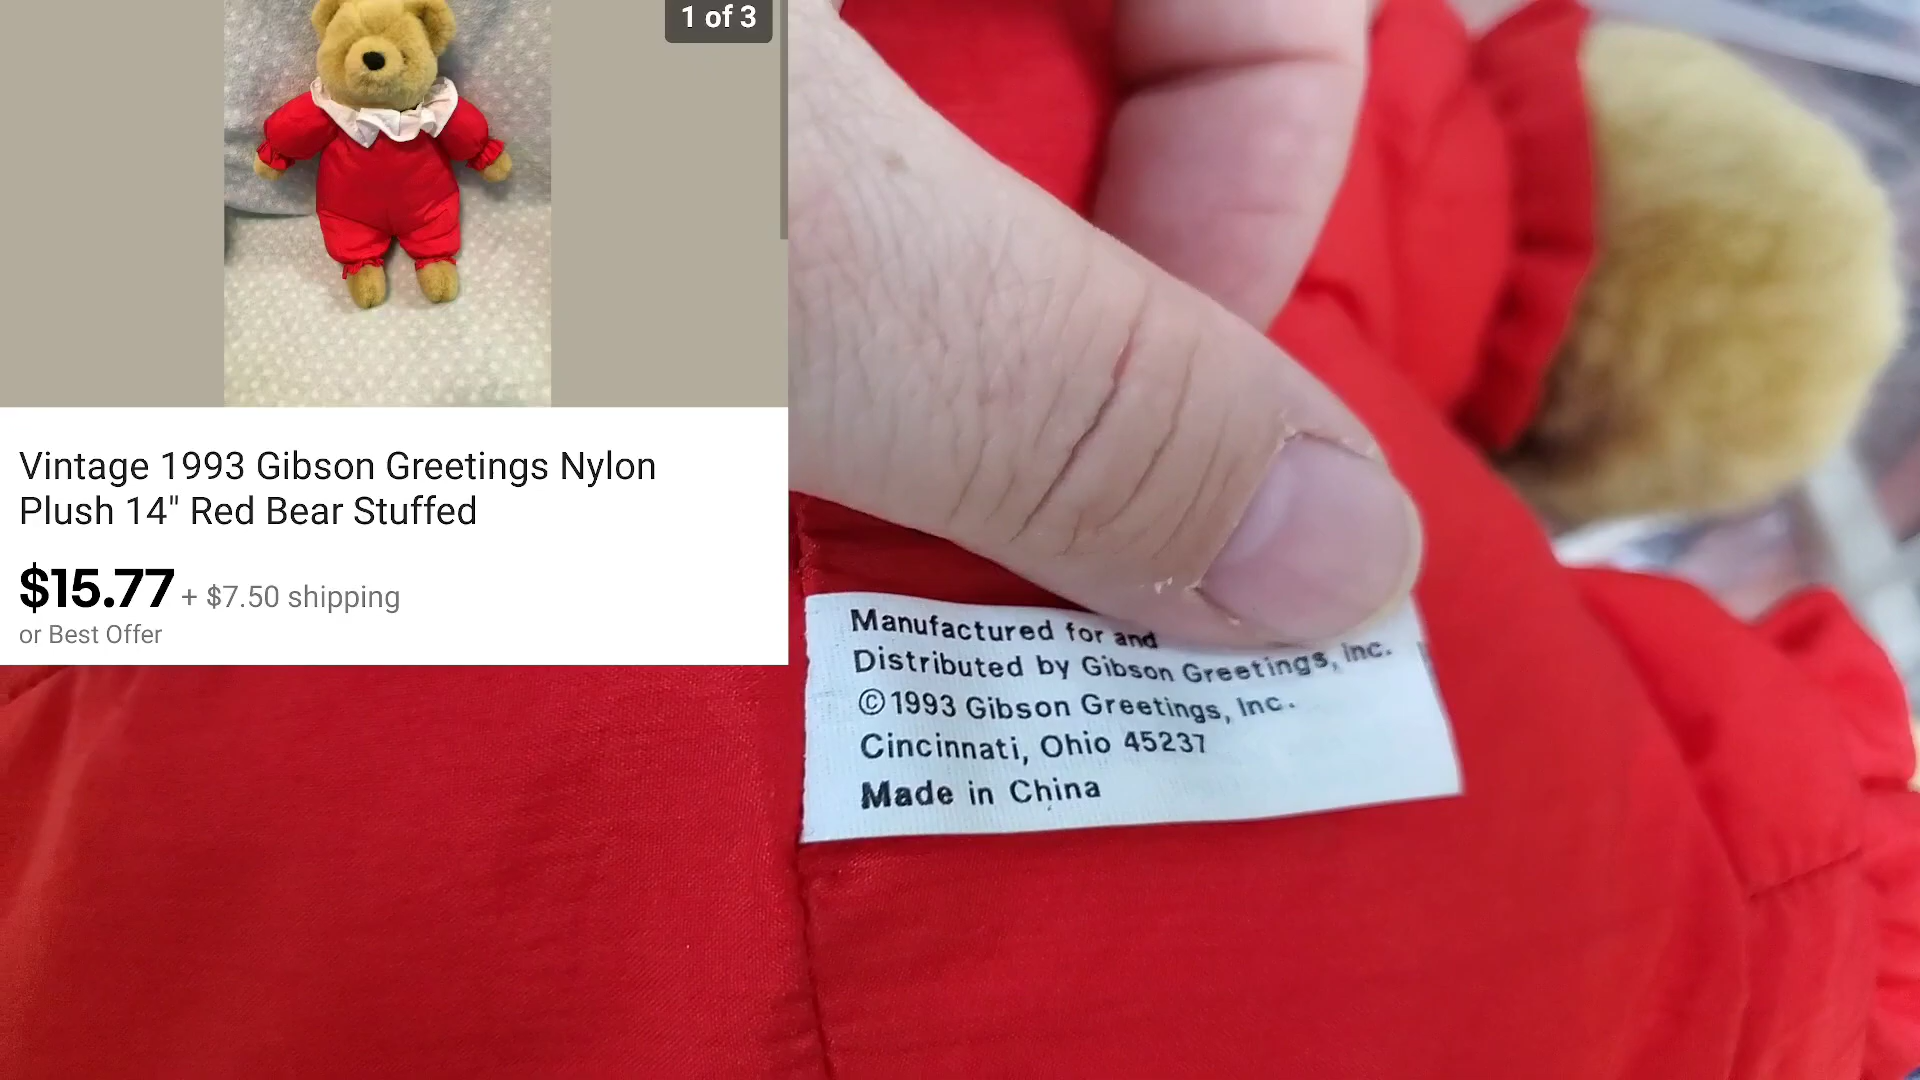 1 of 3
Vintage 1993 Gibson Greetings Nylon
Plush 14" Red Bear Stuffed
$15.77 + $7.50 shipping
or Best Offer
Manufactured for and
Distributed by Gibson Greetings, Inc.
©1993 Gibson Greetings, Inc.
Cincinnati, Ohio 45237
Made in China